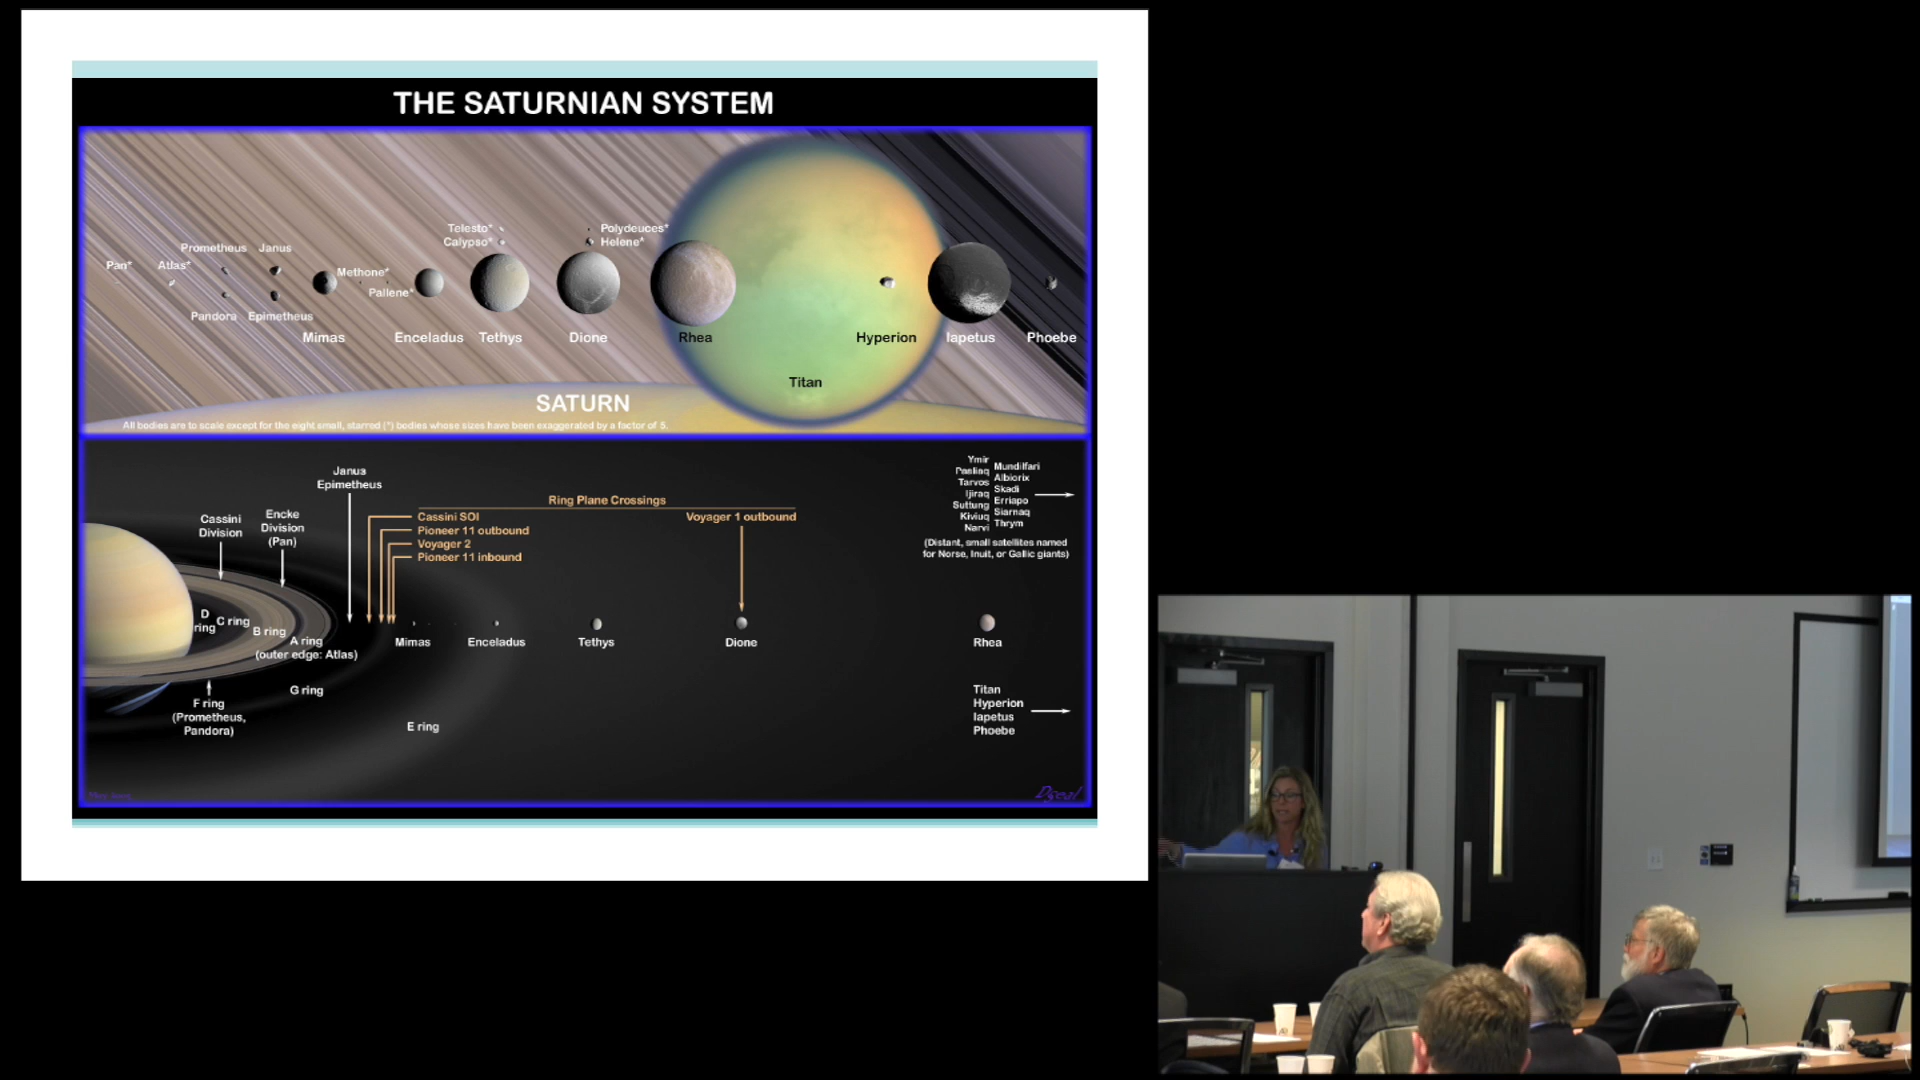 THE SATURNIAN SYSTEM
Telesto*
Polydeuces*
Calypso*
Helene*
Prometheus
Janus
Pan*
Atlas*
Methone*
Pallene*
Pandora
Epimetheus
Mimas
Enceladus
Tethys
Dione
Rhea
Hyperion
Iapetus
Phoebe
Titan
SATURN
All bodies are to scale except for the eight small, starred (*) bodies whose sizes have been exaggerated by a factor of 5.
Janus
Epimetheus
Cassini
Division
Encke
Division
(Pan)
Ring Plane Crossings
Cassini SOI
Pioneer 11 outbound
Voyager 2
Pioneer 11 inbound
Voyager 1 outbound
Ymir
Paaliaq
Tarvos
Ijiraq
Suttung
Kiviuq
Narvi
Mundilfari
Albiorix
Skadi
Erriapo
Siarnaq
Thrym
(Distant, small satellites named
for Norse, Inuit, or Gallic giants)
D
ring
C ring
B ring
A ring
(outer edge: Atlas)
Mimas
Enceladus
Tethys
Dione
Rhea
G ring
F ring
(Prometheus,
Pandora)
E ring
Titan
Hyperion
Iapetus
Phoebe